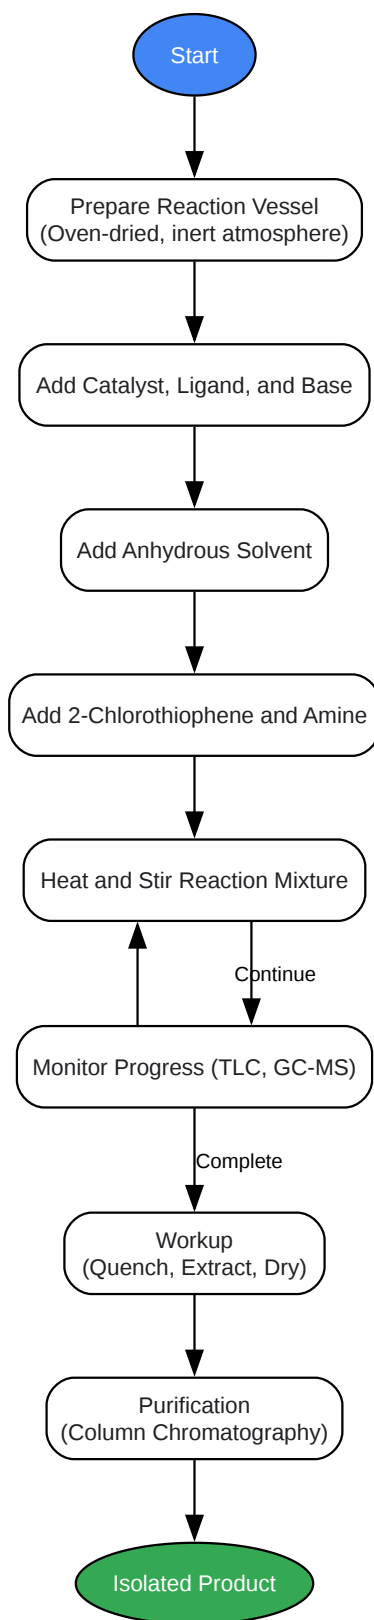 Start
Prepare Reaction Vessel
(Oven-dried, inert atmosphere)
Add Catalyst, Ligand, and Base
Add Anhydrous Solvent
Add 2-Chlorothiophene and Amine
Heat and Stir Reaction Mixture
Continue
Monitor Progress (TLC, GC-MS)
Complete
Workup
(Quench, Extract, Dry)
Purification
(Column Chromatography)
Isolated Product